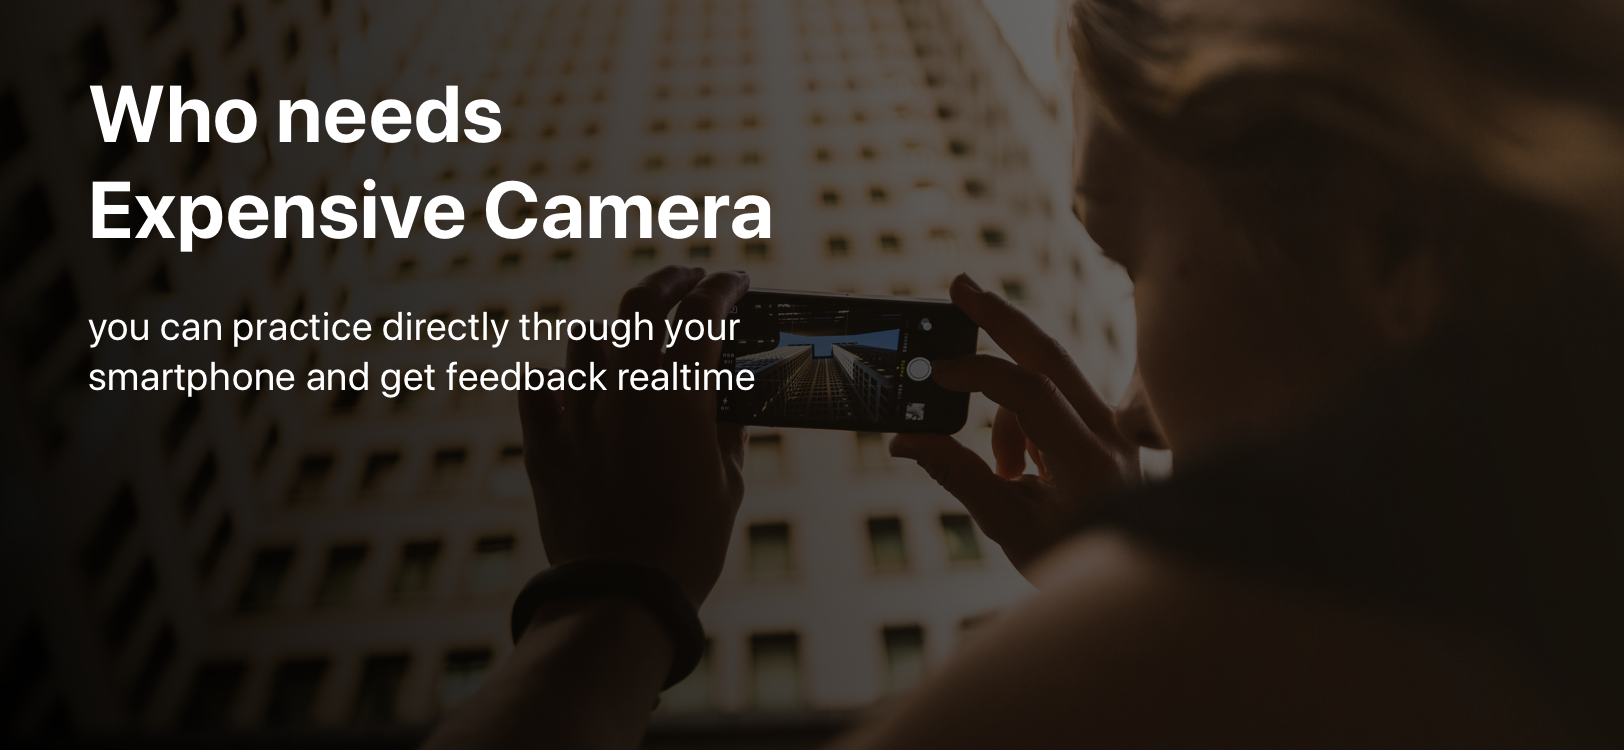 Who needs
Expensive Camera
you can practice directly through your
smartphone and get feedback realtime